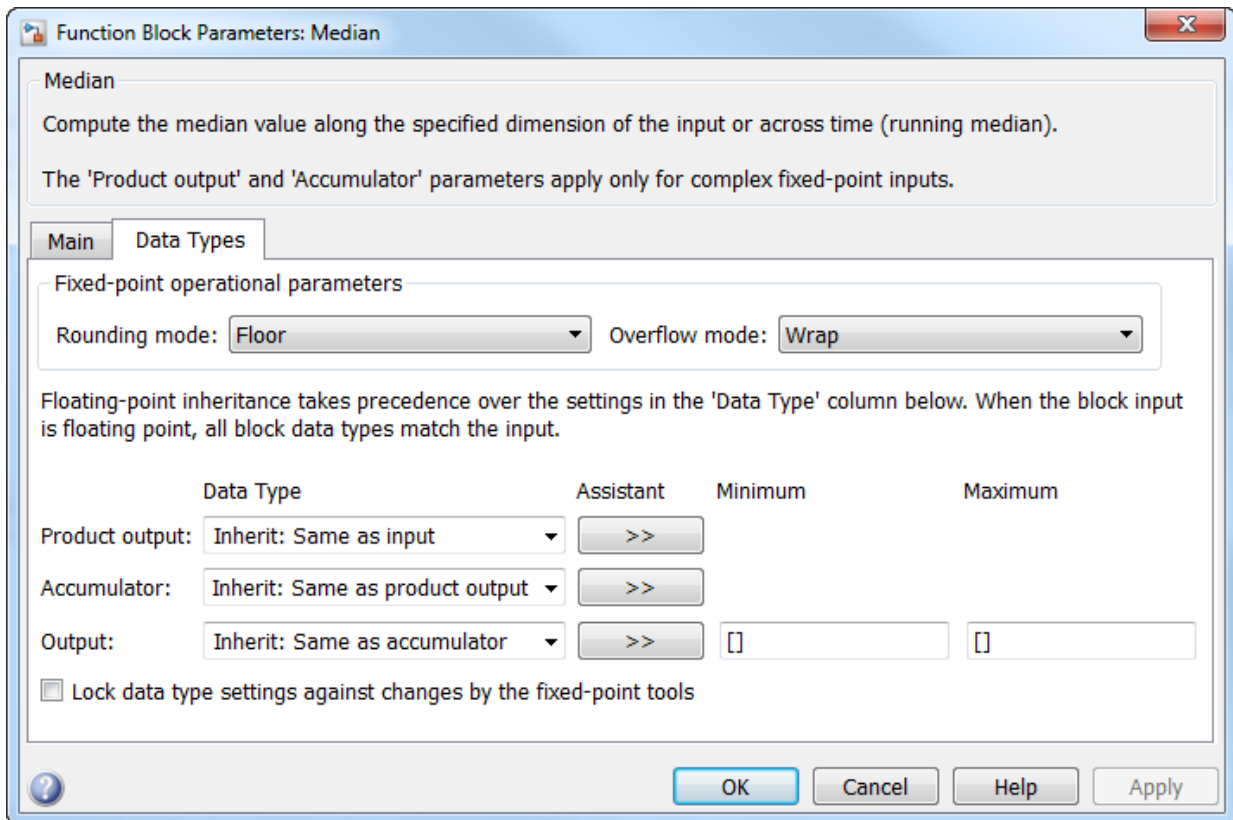 Function Block Parameters: Median
Median
Compute the median value along the specified dimension of the input or across time (running median).
The 'Product output' and 'Accumulator' parameters apply only for complex fixed-point inputs.
Main Data Types
Fixed-point operational parameters
Rounding mode: Floor Overflow mode: Wrap
Floating-point inheritance takes precedence over the settings in the 'Data Type' column below. When the block input
is floating point, all block data types match the input.
Data Type Assistant Minimum Maximum
Product output: Inherit: Same as input >>
Accumulator: Inherit: Same as product output >>
Output: Inherit: Same as accumulator >> [] []
Lock data type settings against changes by the fixed-point tools
? OK Cancel Help Apply